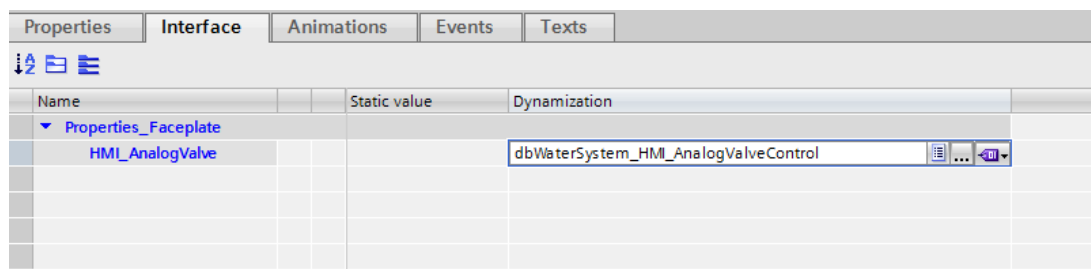 Properties Interface Animations Events Texts
Name Static value Dynamization
Properties_Faceplate
HMI_AnalogValve dbWaterSystem_HMI_AnalogValveControl ...